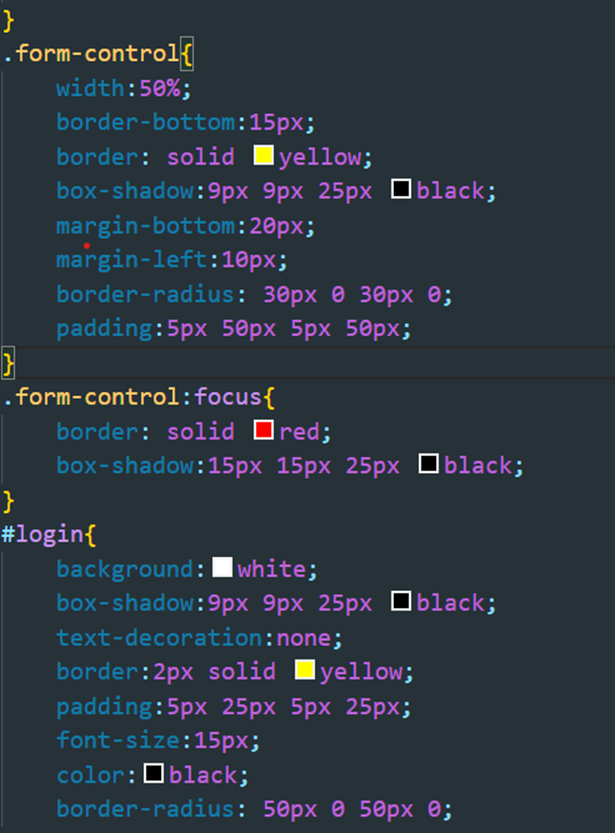 }
.form-control{
    width:50%;
    border-bottom:15px;
    border: solid yellow;
    box-shadow:9px 9px 25px black;
    margin-bottom:20px;
    margin-left:10px;
    border-radius: 30px 0 30px 0;
    padding:5px 50px 5px 50px;
}
.form-control:focus{
    border: solid red;
    box-shadow:15px 15px 25px black;
}
#login{
    background:white;
    box-shadow:9px 9px 25px black;
    text-decoration:none;
    border:2px solid yellow;
    padding:5px 25px 5px 25px;
    font-size:15px;
    color:black;
    border-radius: 50px 0 50px 0;